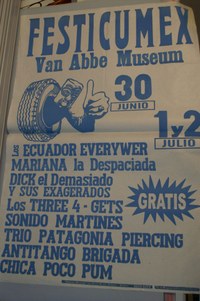 FESTICUMEX
Van Abbe Museum
30
JUNIO
1 y 2
JULIO
ECUADOR EVERYWER
MARIANA la Despaciada
DICK el Demasiado
Y SUS EXAGERADOS
Los THREE 4 - GETS
GRATIS
SONIDO MARTINES
TRIO PATAGONIA PIERCING
ANTITANGO BRIGADA
CHICA POCO PUM